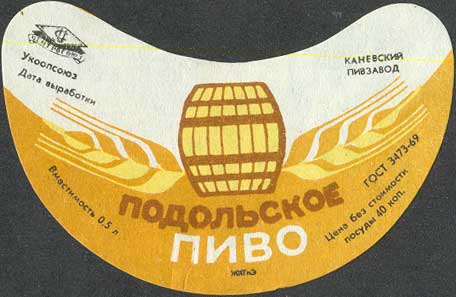 Укоопсоюз
Дата выработки
КАНЕВСКИЙ
ПИВЗАВОД
ПОДОЛЬСКОЕ
ПИВО
Вместимость 0,5 л
ГОСТ 3473-69
Цена без стоимости
посуды 40 коп.